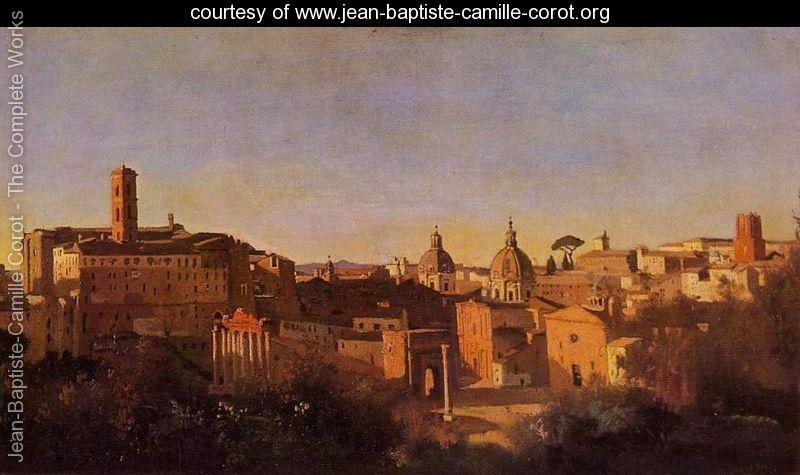 courtesy of www.jean-baptiste-camille-corot.org
Jean-Baptiste-Camille Corot - The Complete Works